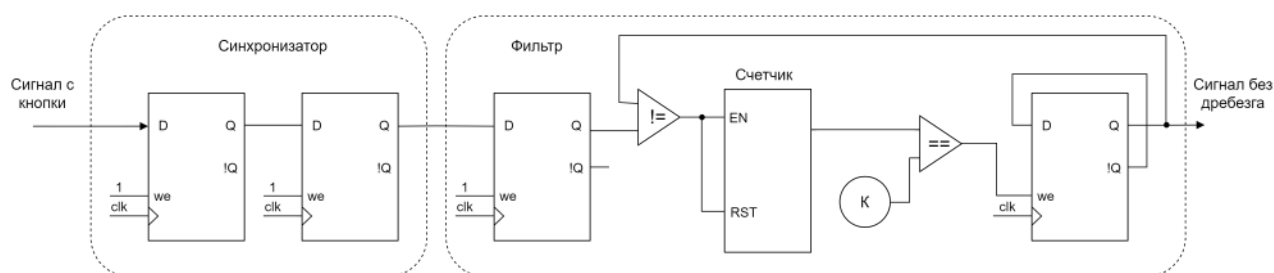 Синхронизатор
Фильтр
Сигнал с
кнопки
D
Q
!Q
1
we
clk
D
Q
!Q
1
we
clk
D
Q
!Q
1
we
clk
!=
Счетчик
EN
RST
==
К
D
Q
!Q
we
clk
Сигнал без
дребезга